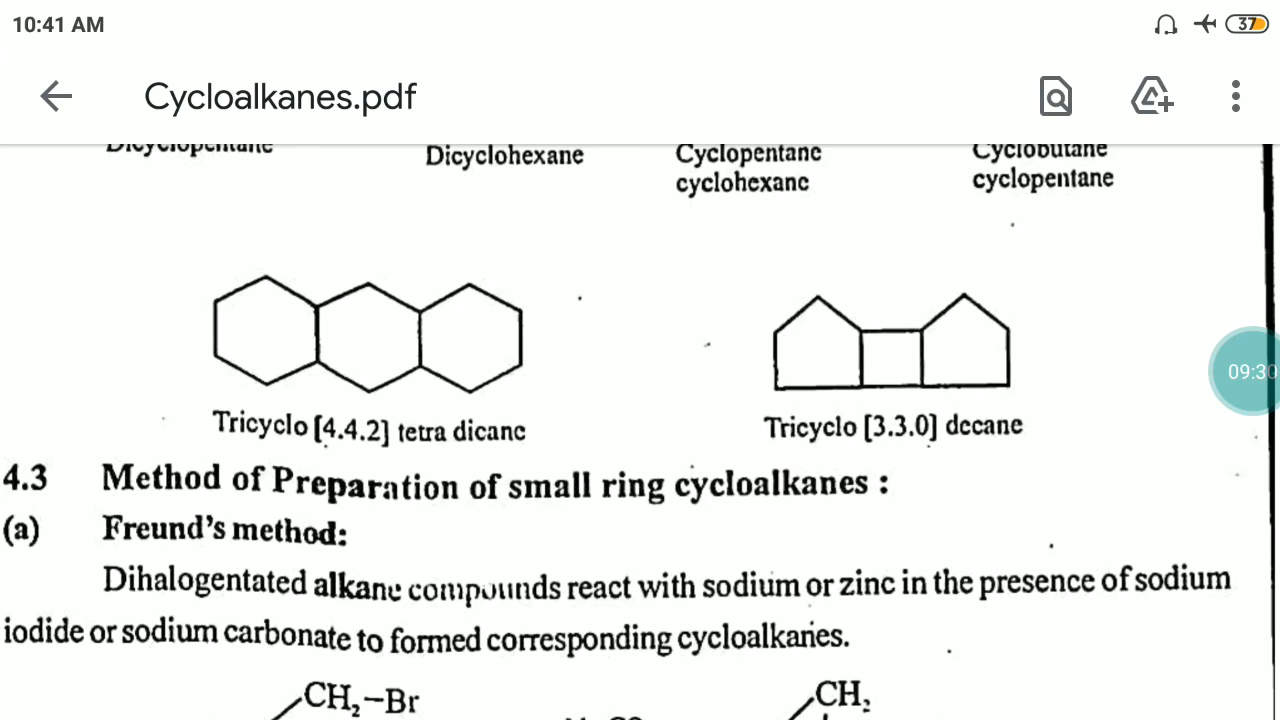 10:41 AM
37
Cycloalkanes.pdf
Dicyclopentane
Dicyclohexane
Cyclopentane
cyclohexane
Cyclobutane
cyclopentane
Tricyclo [4.4.2] tetra dicane
Tricyclo [3.3.0] decane
09:30
4.3 Method of Preparation of small ring cycloalkanes :
(a) Freund's method:
Dihalogentated alkane compounds react with sodium or zinc in the presence of sodium
iodide or sodium carbonate to formed corresponding cycloalkanes.
CH₂–Br
CH₂